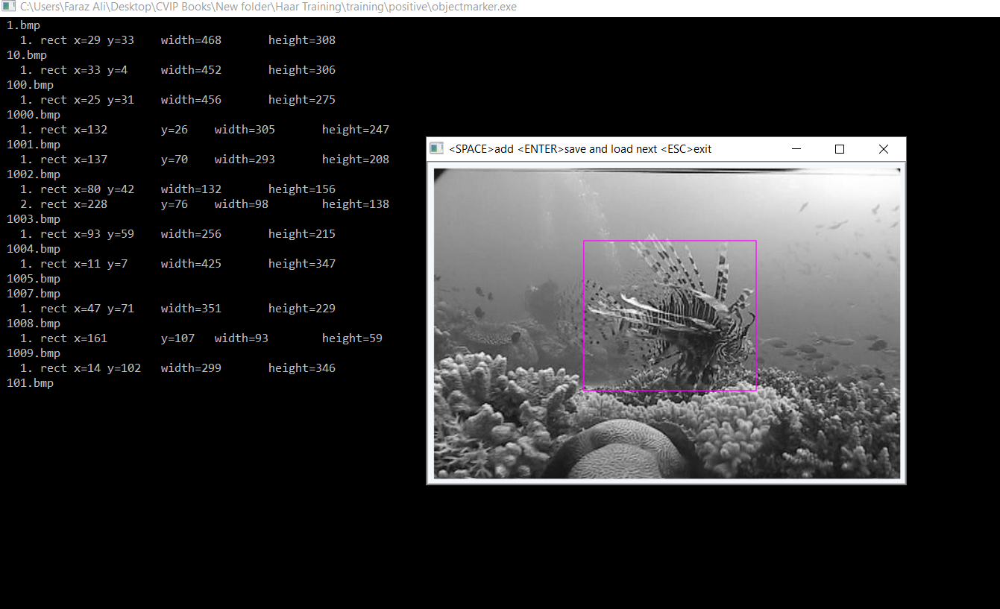 C:\Users\Faraz Ali\Desktop\CVIP Books\New folder\Haar Training\training\positive\objectmarker.exe
1.bmp
1. rect x=29 y=33 width=468 height=308
10.bmp
1. rect x=33 y=4 width=452 height=306
100.bmp
1. rect x=25 y=31 width=456 height=275
1000.bmp
1. rect x=132 y=26 width=305 height=247
1001.bmp
1. rect x=137 y=70 width=293 height=208
1002.bmp
1. rect x=80 y=42 width=132 height=156
2. rect x=228 y=76 width=98 height=138
1003.bmp
1. rect x=93 y=59 width=256 height=215
1004.bmp
1. rect x=11 y=7 width=425 height=347
1005.bmp
1007.bmp
1. rect x=47 y=71 width=351 height=229
1008.bmp
1. rect x=161 y=107 width=93 height=59
1009.bmp
1. rect x=14 y=102 width=299 height=346
101.bmp
<SPACE>add <ENTER>save and load next <ESC>exit